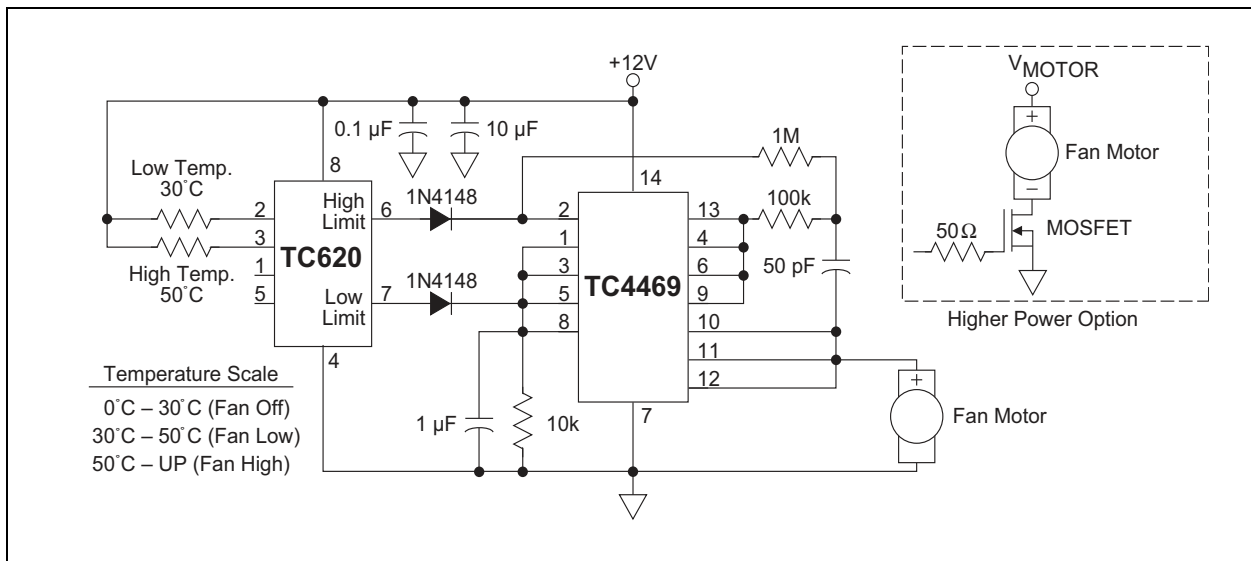 +12V
VMOTOR
0.1 µF
10 µF
1M
+
Fan Motor
Low Temp.
30°C
8
14
–
High
Limit
1N4148
6
2
2
13
100k
50Ω
MOSFET
3
1
4
High Temp.
50°C
TC620
1
3
TC4469
6
50 pF
5
Low
Limit
7
1N4148
5
9
8
10
Higher Power Option
4
11
12
+
Temperature Scale
0°C – 30°C (Fan Off)
30°C – 50°C (Fan Low)
50°C – UP (Fan High)
1 µF
10k
7
Fan Motor
–